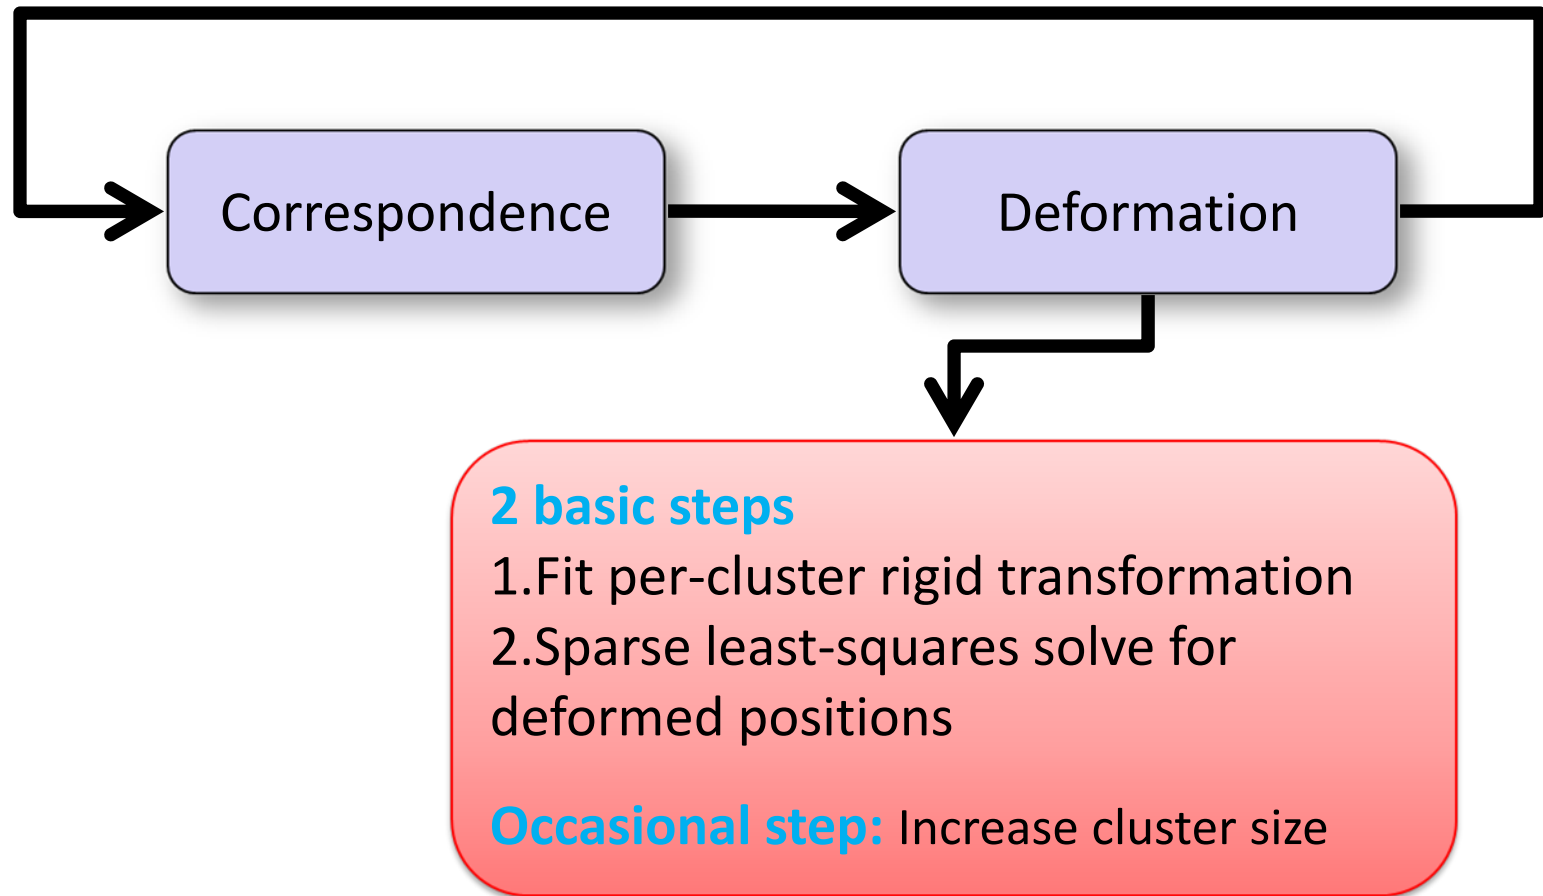 Correspondence
Deformation
2 basic steps
1.Fit per-cluster rigid transformation
2.Sparse least-squares solve for
deformed positions
Occasional step: Increase cluster size